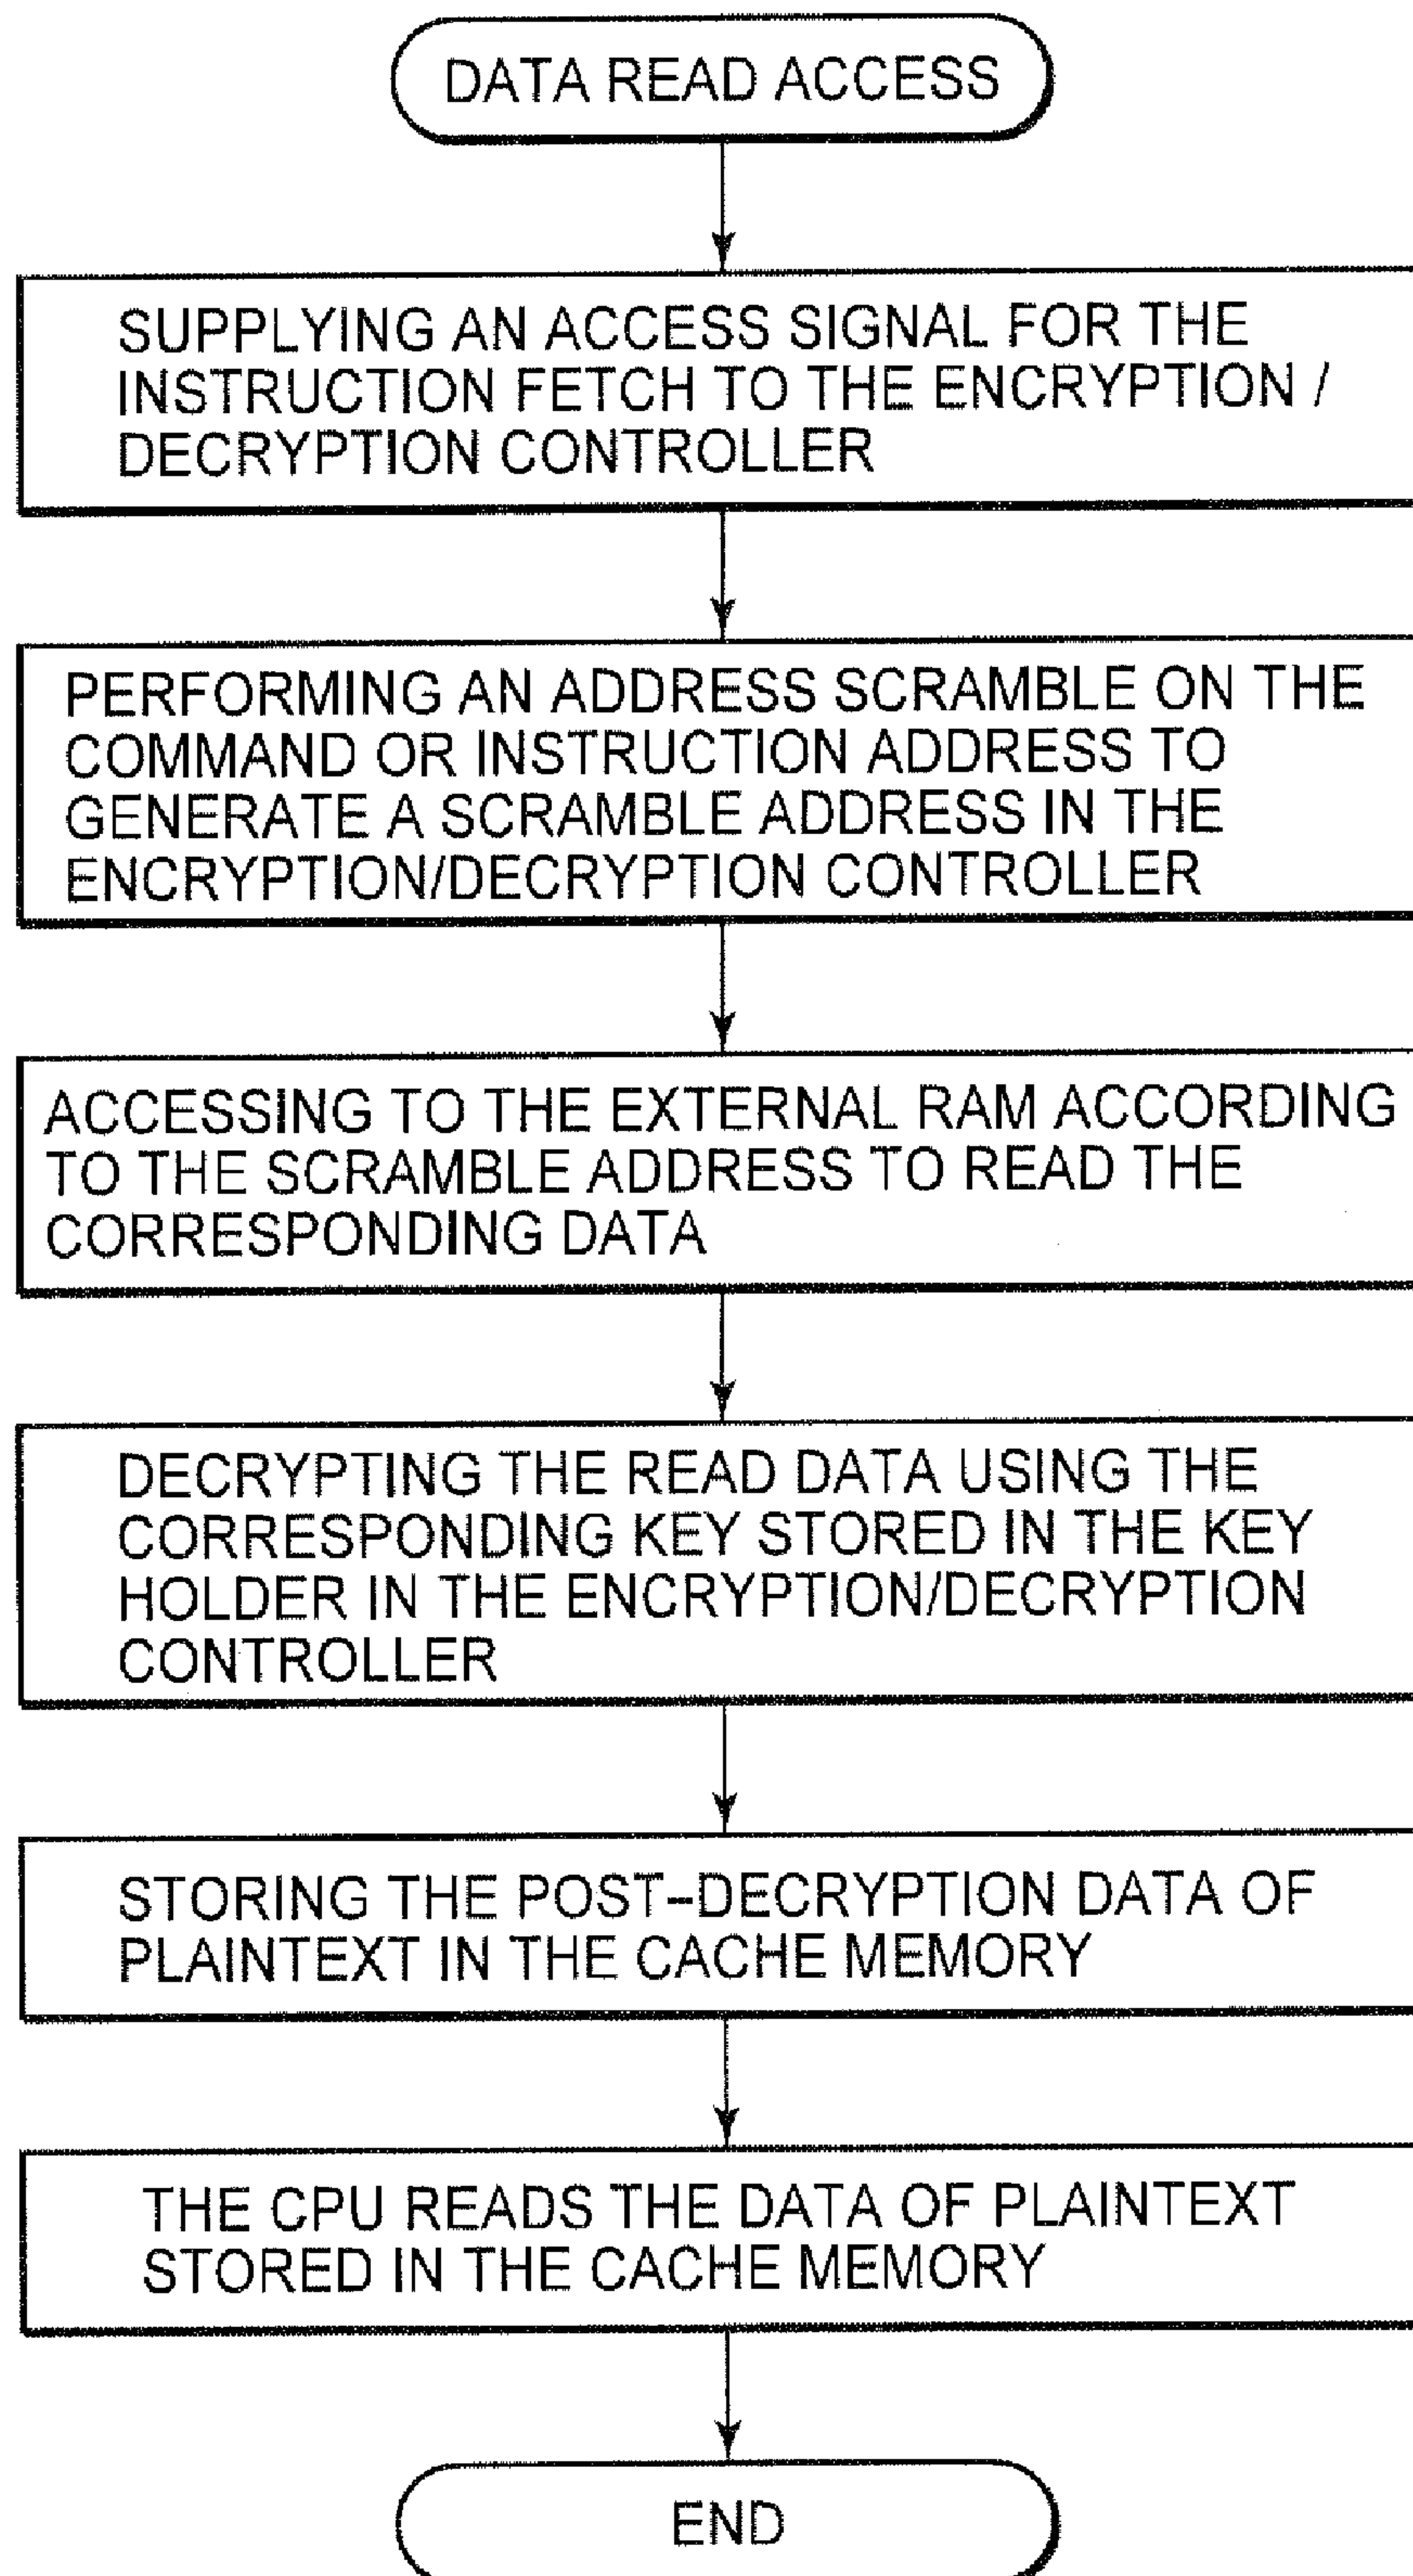 DATA READ ACCESS
SUPPLYING AN ACCESS SIGNAL FOR THE
INSTRUCTION FETCH TO THE ENCRYPTION /
DECRYPTION CONTROLLER
PERFORMING AN ADDRESS SCRAMBLE ON THE
COMMAND OR INSTRUCTION ADDRESS TO
GENERATE A SCRAMBLE ADDRESS IN THE
ENCRYPTION/DECRYPTION CONTROLLER
ACCESSING TO THE EXTERNAL RAM ACCORDING
TO THE SCRAMBLE ADDRESS TO READ THE
CORRESPONDING DATA
DECRYPTING THE READ DATA USING THE
CORRESPONDING KEY STORED IN THE KEY
HOLDER IN THE ENCRYPTION/DECRYPTION
CONTROLLER
STORING THE POST-DECRYPTION DATA OF
PLAINTEXT IN THE CACHE MEMORY
THE CPU READS THE DATA OF PLAINTEXT
STORED IN THE CACHE MEMORY
END